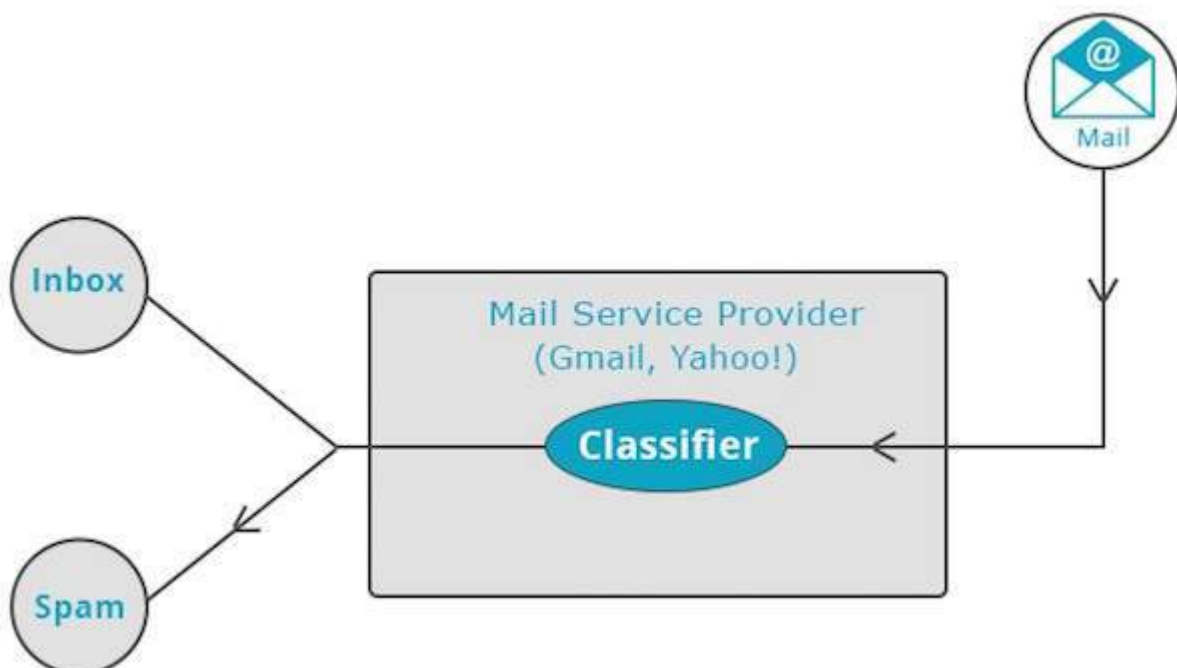 @
Mail
Inbox
Mail Service Provider
(Gmail, Yahoo!)
Classifier
Spam